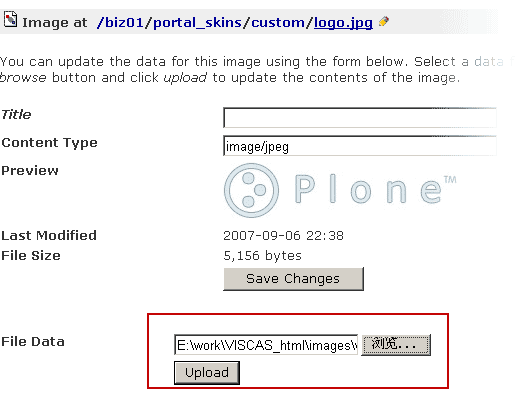 Image at /biz01/portal_skins/custom/logo.jpg
You can update the data for this image using the form below. Select a data
browse button and click upload to update the contents of the image.
Title
Content Type image/jpeg
Preview Plone™
Last Modified 2007-09-06 22:38
File Size 5,156 bytes
Save Changes
File Data E:\work\VISCAS_html\images\ 浏览...
Upload